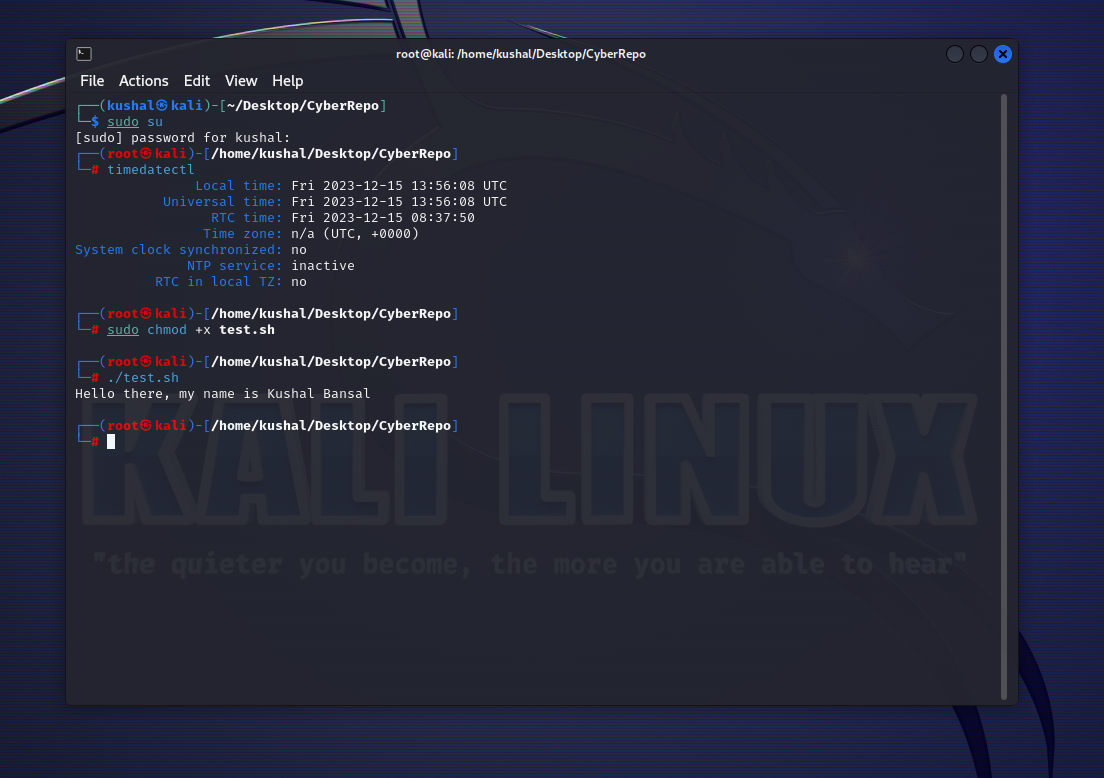 root@kali: /home/kushal/Desktop/CyberRepo
File Actions Edit View Help
┌──(kushal㉿kali)-[~/Desktop/CyberRepo]
└─$ sudo su
[sudo] password for kushal:
┌──(root㉿kali)-[/home/kushal/Desktop/CyberRepo]
└─# timedatectl
Local time: Fri 2023-12-15 13:56:08 UTC
Universal time: Fri 2023-12-15 13:56:08 UTC
RTC time: Fri 2023-12-15 08:37:50
Time zone: n/a (UTC, +0000)
System clock synchronized: no
NTP service: inactive
RTC in local TZ: no
┌──(root㉿kali)-[/home/kushal/Desktop/CyberRepo]
└─# sudo chmod +x test.sh
┌──(root㉿kali)-[/home/kushal/Desktop/CyberRepo]
└─# ./test.sh
Hello there, my name is Kushal Bansal
┌──(root㉿kali)-[/home/kushal/Desktop/CyberRepo]
└─#
KALI LINUX
"the quieter you become, the more you are able to hear"